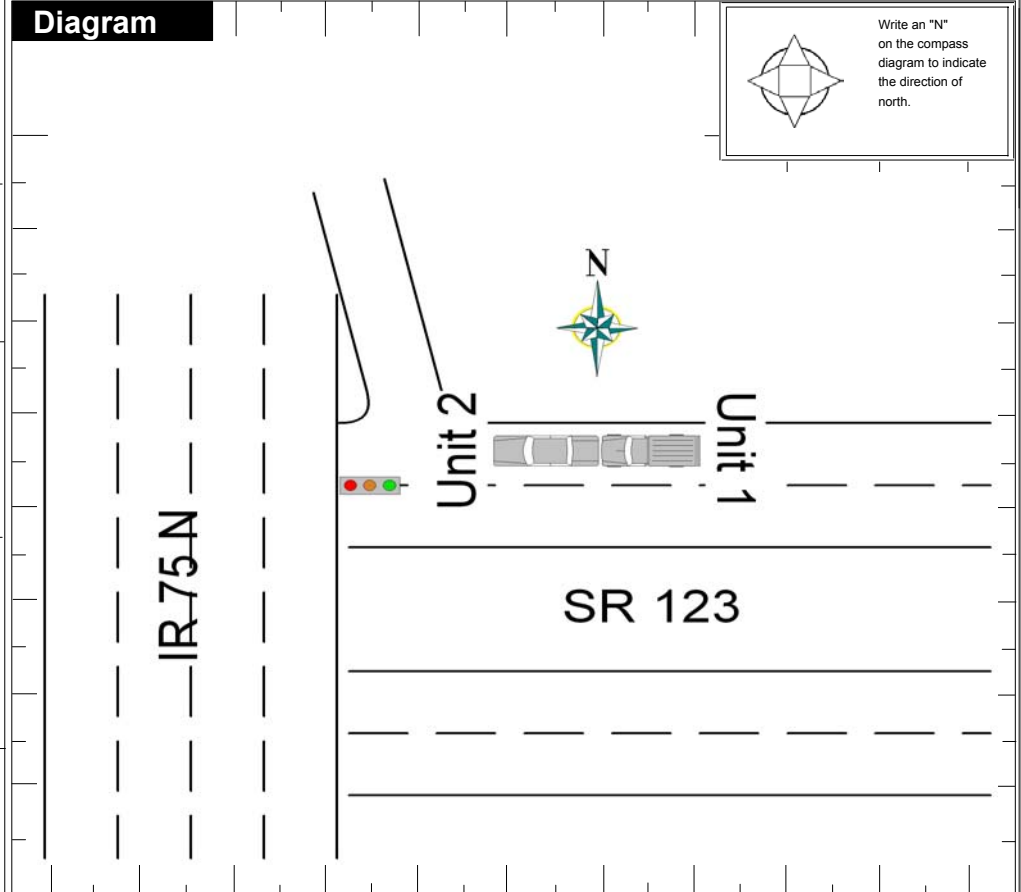 Diagram
Write an "N"
on the compass
diagram to indicate
the direction of
north.
N
Unit 2
Unit 1
IR 75 N
SR 123